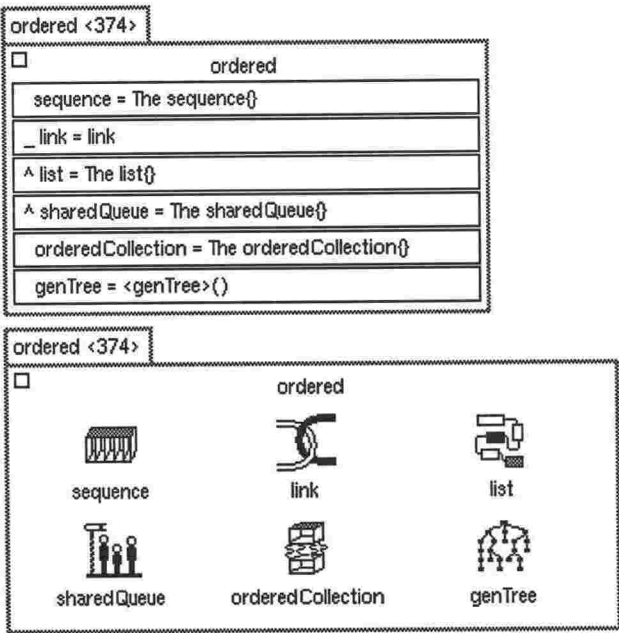 ordered <374>
ordered
sequence = The sequence{}
_ link = link
^ list = The list{}
^ sharedQueue = The sharedQueue{}
orderedCollection = The orderedCollection{}
genTree = <genTree>()
ordered <374>
ordered
sequence link list
sharedQueue orderedCollection genTree